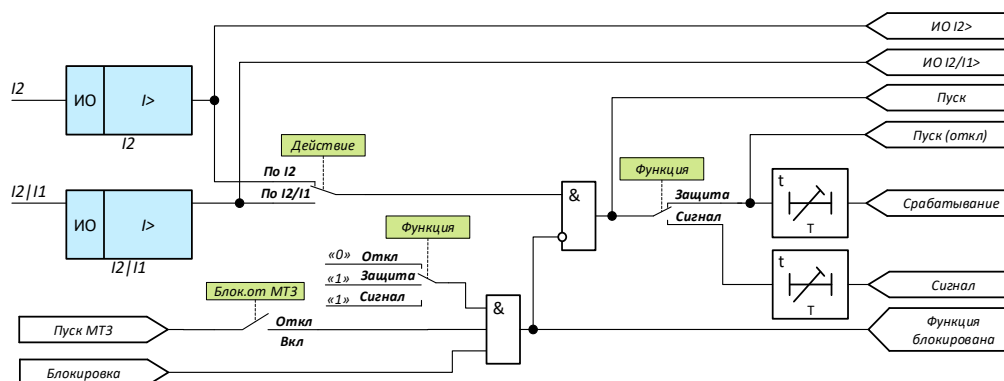 ИО I2>
ИО I2/I1>
I2
ИО
I>
I2
Пуск
Действие
Пуск (откл)
По I2
По I2/I1
&
Функция
Защита
Сигнал
t
T
Срабатывание
I2|I1
ИО
I>
I2|I1
Функция
«0» Откл
«1» Защита
«1» Сигнал
t
T
Сигнал
Блок.от МТЗ
&
Пуск МТЗ
Откл
Вкл
Функция
блокирована
Блокировка